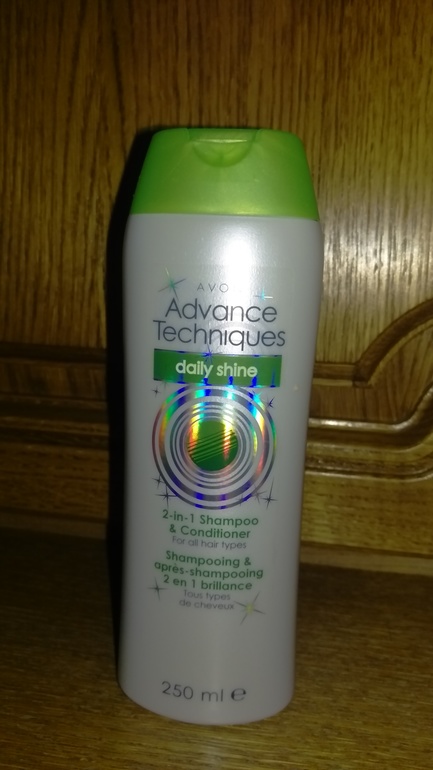 AVO
Advance
Techniques
daily shine
2-in-1 Shampoo
& Conditioner
For all hair types
Shampooing &
après-shampooing
2 en 1 brillance
Tous types
de cheveux
250 ml ℮